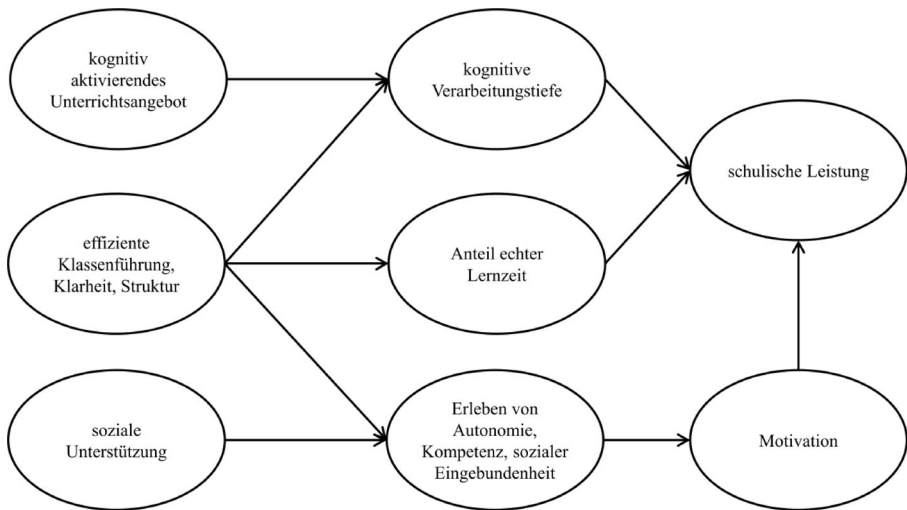 kognitiv
aktivierendes
Unterrichtsangebot
kognitive
Verarbeitungstiefe
schulische Leistung
effiziente
Klassenführung,
Klarheit, Struktur
Anteil echter
Lernzeit
soziale
Unterstützung
Erleben von
Autonomie,
Kompetenz, sozialer
Eingebundenheit
Motivation